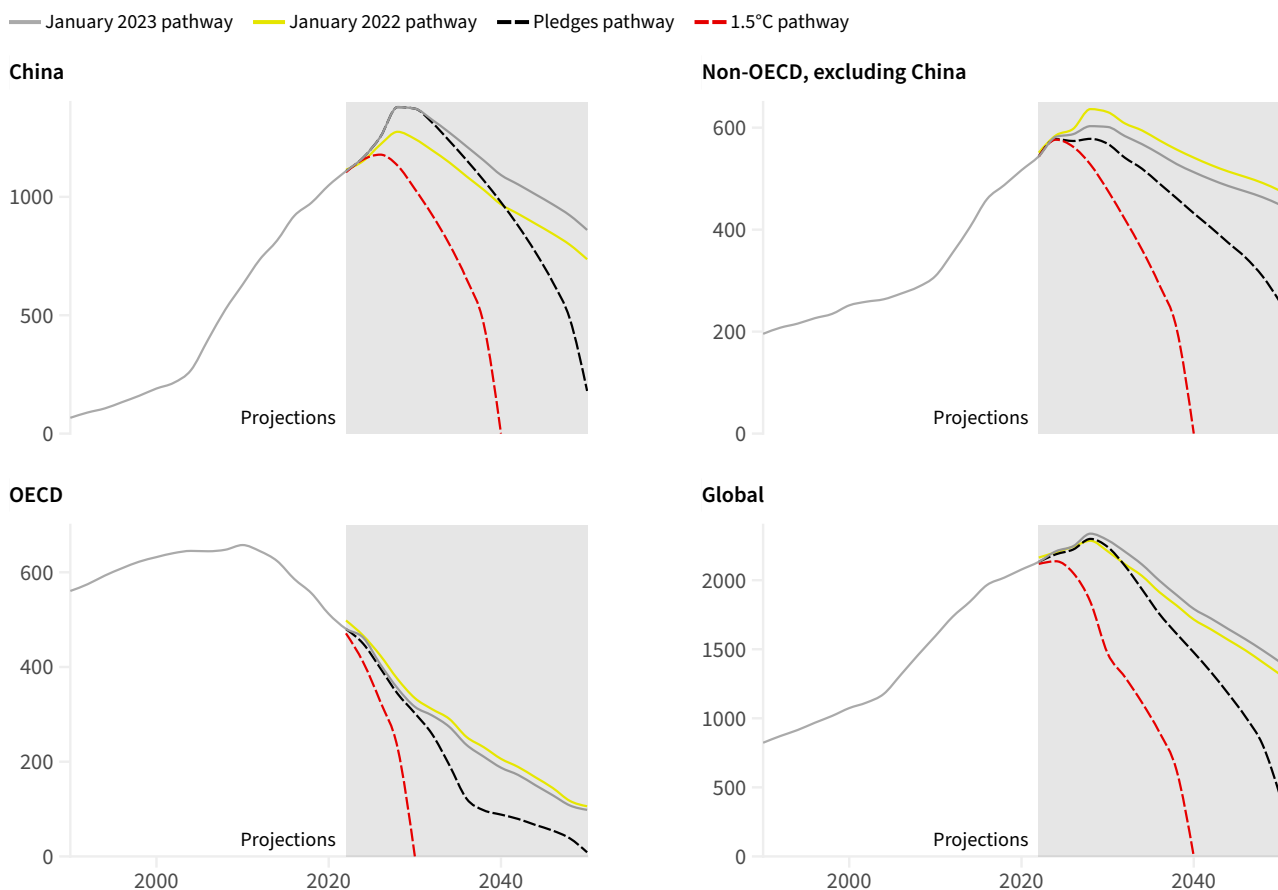 January 2023 pathway January 2022 pathway Pledges pathway 1.5°C pathway
China
1000
500
0
Projections
Non-OECD, excluding China
600
400
200
0
Projections
OECD
600
400
200
0
Projections
2000 2020 2040
Global
2000
1500
1000
500
0
Projections
2000 2020 2040